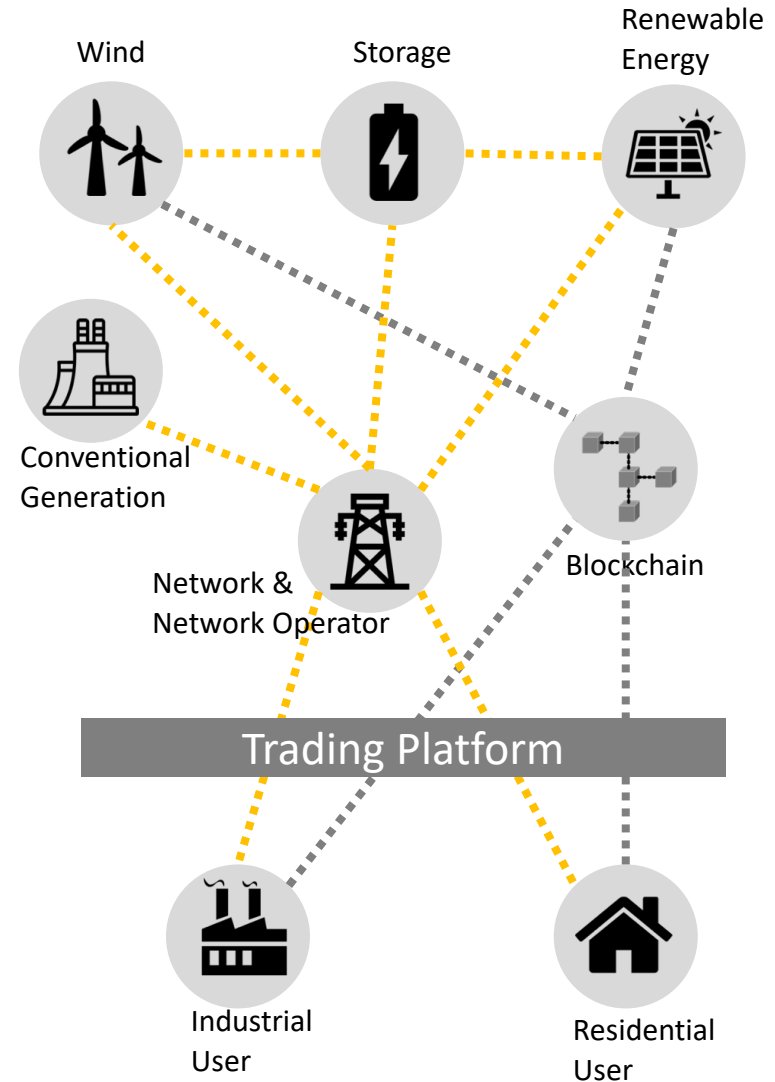 Wind
Storage
Renewable
Energy
Conventional
Generation
Network &
Network Operator
Blockchain
Trading Platform
Industrial
User
Residential
User